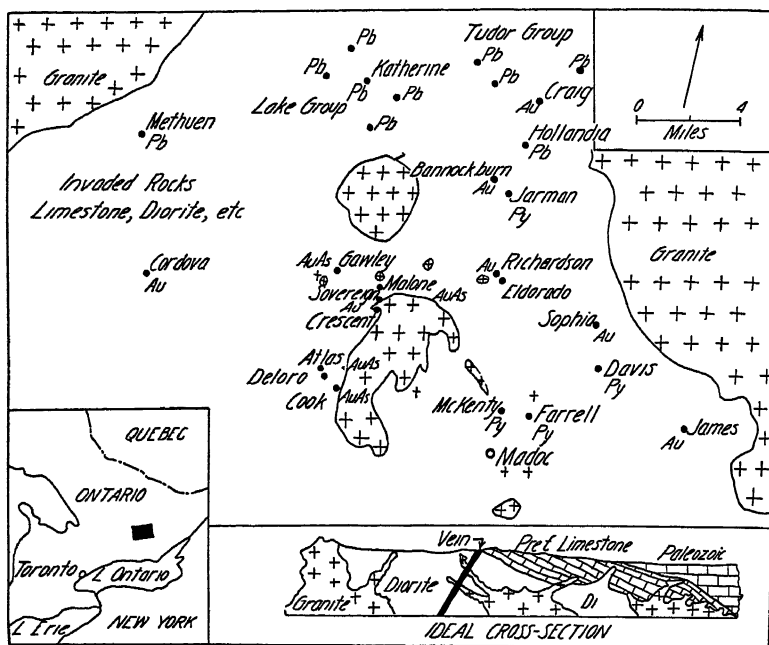 Granite
Pb
Pb
Katherine
Pb
Pb
Lake Group
Pb
Tudor Group
Pb
Pb
Pb
Craig
Au
Hollandia
Pb
0 4
Miles
Methuen
Pb
Invaded Rocks
Limestone, Diorite, etc
Bannockburn
Au
Jarman
Py
Granite
Cordova
Au
AuAs
Gawley
Malone
AuAs
Sovereign
Au
Crescent
Au
Richardson
Eldorado
Sophia
Au
Atlas
AuAs
Deloro
Cook
AuAs
Davis
Py
McKenty
Py
Farrell
Py
James
Au
Madoc
QUEBEC
ONTARIO
Toronto
L Ontario
L Erie
NEW YORK
Vein
Pre Є Limestone
Paleozoic
Granite
Diorite
Di
IDEAL CROSS-SECTION